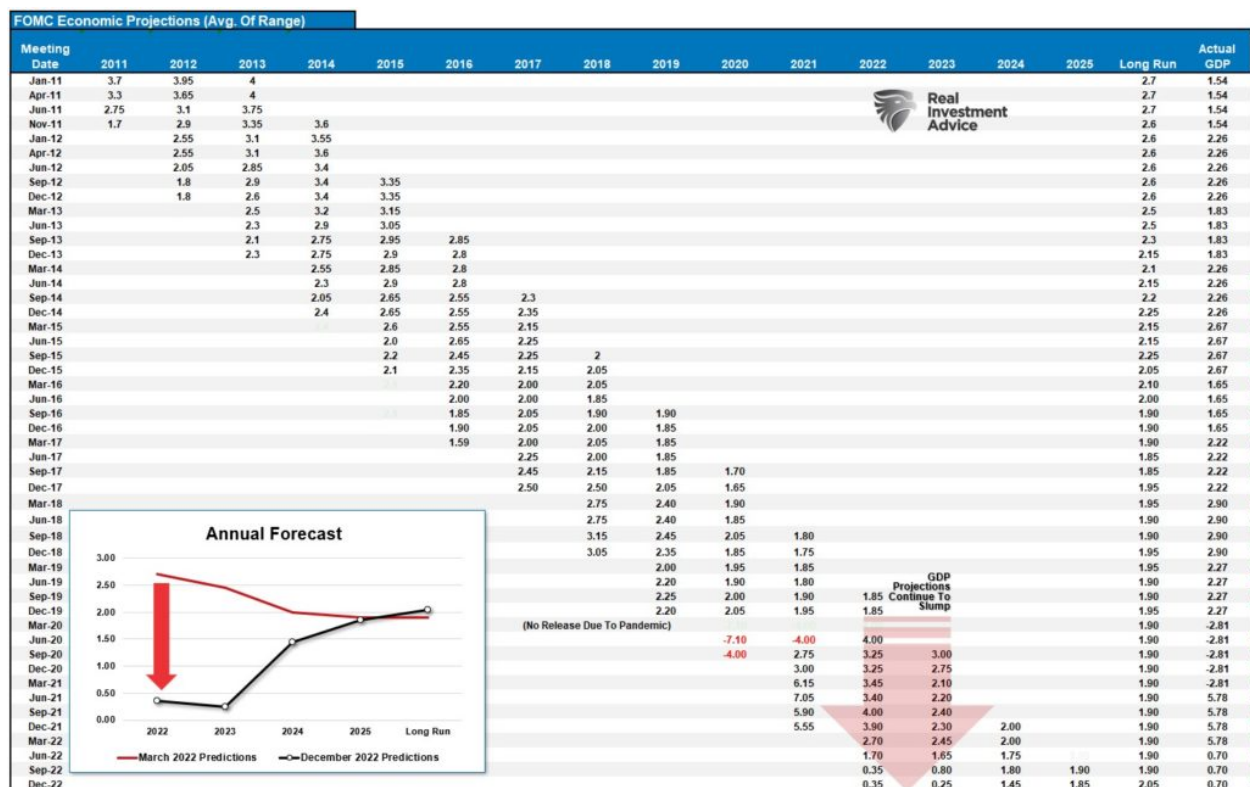 FOMC Economic Projections (Avg. Of Range)
Meeting Date 2011 2012 2013 2014 2015 2016 2017 2018 2019 2020 2021 2022 2023 2024 2025 Long Run Actual GDP
Jan-11 3.7 3.95 4 2.7 1.54
Apr-11 3.3 3.65 4 2.7 1.54
Jun-11 2.75 3.1 3.75 2.7 1.54
Nov-11 1.7 2.9 3.35 3.6 2.6 1.54
Jan-12 2.55 3.1 3.55 2.6 2.26
Apr-12 2.55 3.1 3.6 2.6 2.26
Jun-12 2.05 2.85 3.4 2.6 2.26
Sep-12 1.8 2.9 3.4 3.35 2.6 2.26
Dec-12 1.8 2.6 3.4 3.35 2.6 2.26
Mar-13 2.5 3.2 3.15 2.5 1.83
Jun-13 2.3 2.9 3.05 2.5 1.83
Sep-13 2.1 2.75 2.95 2.85 2.3 1.83
Dec-13 2.3 2.75 2.9 2.8 2.15 1.83
Mar-14 2.55 2.85 2.8 2.1 2.26
Jun-14 2.3 2.9 2.8 2.15 2.26
Sep-14 2.05 2.65 2.55 2.3 2.2 2.26
Dec-14 2.4 2.65 2.55 2.35 2.25 2.26
Mar-15 2.6 2.55 2.15 2.15 2.67
Jun-15 2.0 2.65 2.25 2.15 2.67
Sep-15 2.2 2.45 2.25 2 2.25 2.67
Dec-15 2.1 2.35 2.15 2.05 2.05 2.67
Mar-16 2.20 2.00 2.05 2.10 1.65
Jun-16 2.00 2.00 1.85 2.00 1.65
Sep-16 1.85 2.05 1.90 1.90 1.90 1.65
Dec-16 1.90 2.05 2.00 1.85 1.90 1.65
Mar-17 1.59 2.00 2.05 1.85 1.90 2.22
Jun-17 2.25 2.00 1.85 1.85 2.22
Sep-17 2.45 2.15 1.85 1.70 1.85 2.22
Dec-17 2.50 2.50 2.05 1.65 1.95 2.22
Mar-18 2.75 2.40 1.90 1.95 2.90
Jun-18 2.75 2.40 1.85 1.90 2.90
Sep-18 3.15 2.45 2.05 1.80 1.90 2.90
Dec-18 3.05 2.35 1.85 1.75 1.95 2.90
Mar-19 2.00 1.95 1.85 1.95 2.27
Jun-19 2.20 1.90 1.80 1.90 2.27
Sep-19 2.25 2.00 1.90 1.85 1.90 2.27
Dec-19 2.20 2.05 1.95 1.85 1.95 2.27
Mar-20 (No Release Due To Pandemic) 1.90 -2.81
Jun-20 -7.10 -4.00 4.00 1.90 -2.81
Sep-20 -4.00 2.75 3.25 3.00 1.90 -2.81
Dec-20 3.00 3.25 2.75 1.90 -2.81
Mar-21 6.15 3.45 2.10 1.90 -2.81
Jun-21 7.05 3.40 2.20 1.90 5.78
Sep-21 5.90 4.00 2.40 1.90 5.78
Dec-21 5.55 3.90 2.30 2.00 1.90 5.78
Mar-22 2.70 2.45 2.00 1.90 5.78
Jun-22 1.70 1.65 1.75 1.90 0.70
Sep-22 0.35 0.80 1.80 1.90 1.90 0.70
Dec-22 0.35 0.25 1.45 1.85 2.05 0.70
Real
Investment
Advice
GDP
Projections
Continue To
Slump
Annual Forecast
3.00
2.50
2.00
1.50
1.00
0.50
0.00
2022 2023 2024 2025 Long Run
March 2022 Predictions December 2022 Predictions